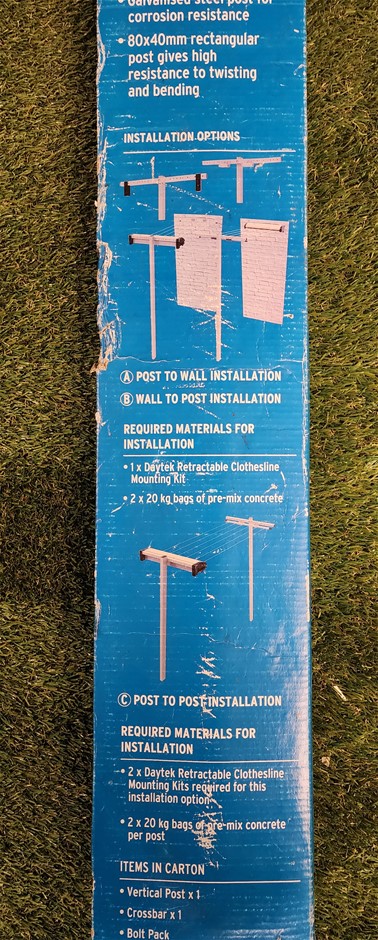 • Galvanised steel post for
corrosion resistance
• 80x40mm rectangular
post gives high
resistance to twisting
and bending
INSTALLATION OPTIONS
Ⓐ POST TO WALL INSTALLATION
Ⓑ WALL TO POST INSTALLATION
REQUIRED MATERIALS FOR
INSTALLATION
• 1 x Daytek Retractable Clothesline
Mounting Kit
• 2 x 20 kg bags of pre-mix concrete
Ⓒ POST TO POST INSTALLATION
REQUIRED MATERIALS FOR
INSTALLATION
• 2 x Daytek Retractable Clothesline
Mounting Kits required for this
installation option
• 2 x 20 kg bags of pre-mix concrete
per post
ITEMS IN CARTON
• Vertical Post x 1
• Crossbar x 1
• Bolt Pack